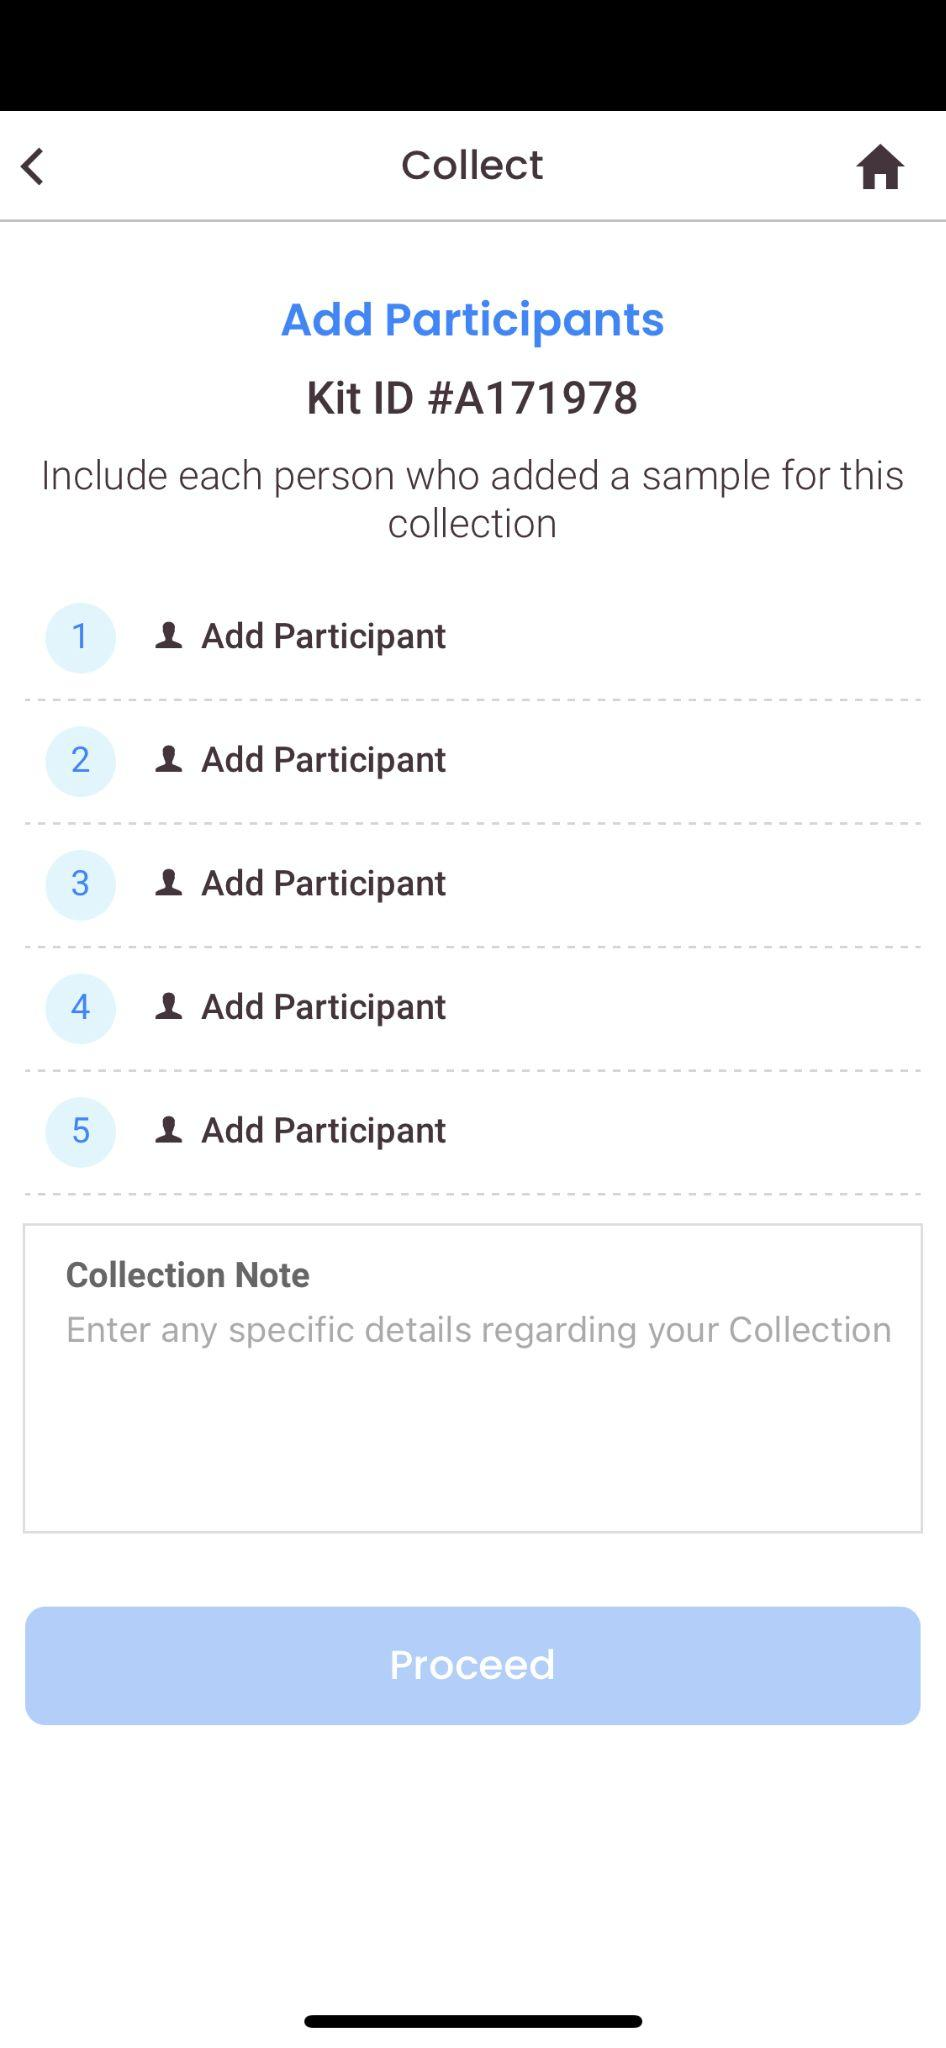 Collect
Add Participants
Kit ID #A171978
Include each person who added a sample for this
collection
1 Add Participant
2 Add Participant
3 Add Participant
4 Add Participant
5 Add Participant
Collection Note
Enter any specific details regarding your Collection
Proceed